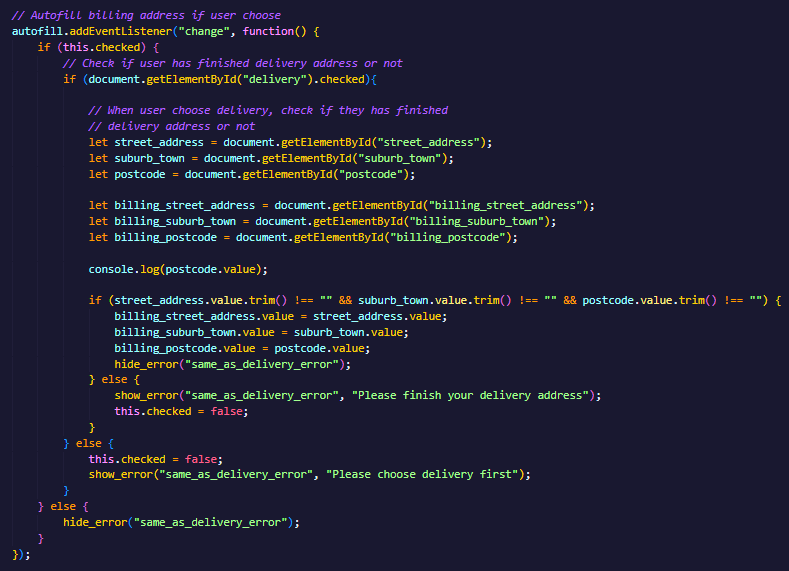 // Autofill billing address if user choose
autofill.addEventListener("change", function() {
    if (this.checked) {
        // Check if user has finished delivery address or not
        if (document.getElementById("delivery").checked){

            // When user choose delivery, check if they has finished
            // delivery address or not
            let street_address = document.getElementById("street_address");
            let suburb_town = document.getElementById("suburb_town");
            let postcode = document.getElementById("postcode");

            let billing_street_address = document.getElementById("billing_street_address");
            let billing_suburb_town = document.getElementById("billing_suburb_town");
            let billing_postcode = document.getElementById("billing_postcode");

            console.log(postcode.value);

            if (street_address.value.trim() !== "" && suburb_town.value.trim() !== "" && postcode.value.trim() !== "") {
                billing_street_address.value = street_address.value;
                billing_suburb_town.value = suburb_town.value;
                billing_postcode.value = postcode.value;
                hide_error("same_as_delivery_error");
            } else {
                show_error("same_as_delivery_error", "Please finish your delivery address");
                this.checked = false;
            }
        } else {
            this.checked = false;
            show_error("same_as_delivery_error", "Please choose delivery first");
        }
    } else {
        hide_error("same_as_delivery_error");
    }
});